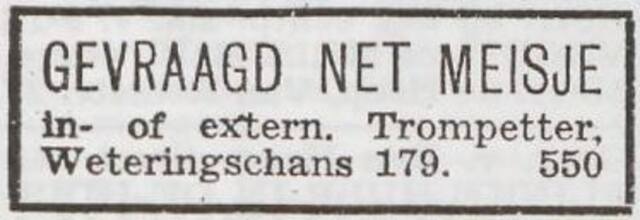 GEVRAAGD NET MEISJE
in- of extern. Trompetter,
Weteringschans 179. 550